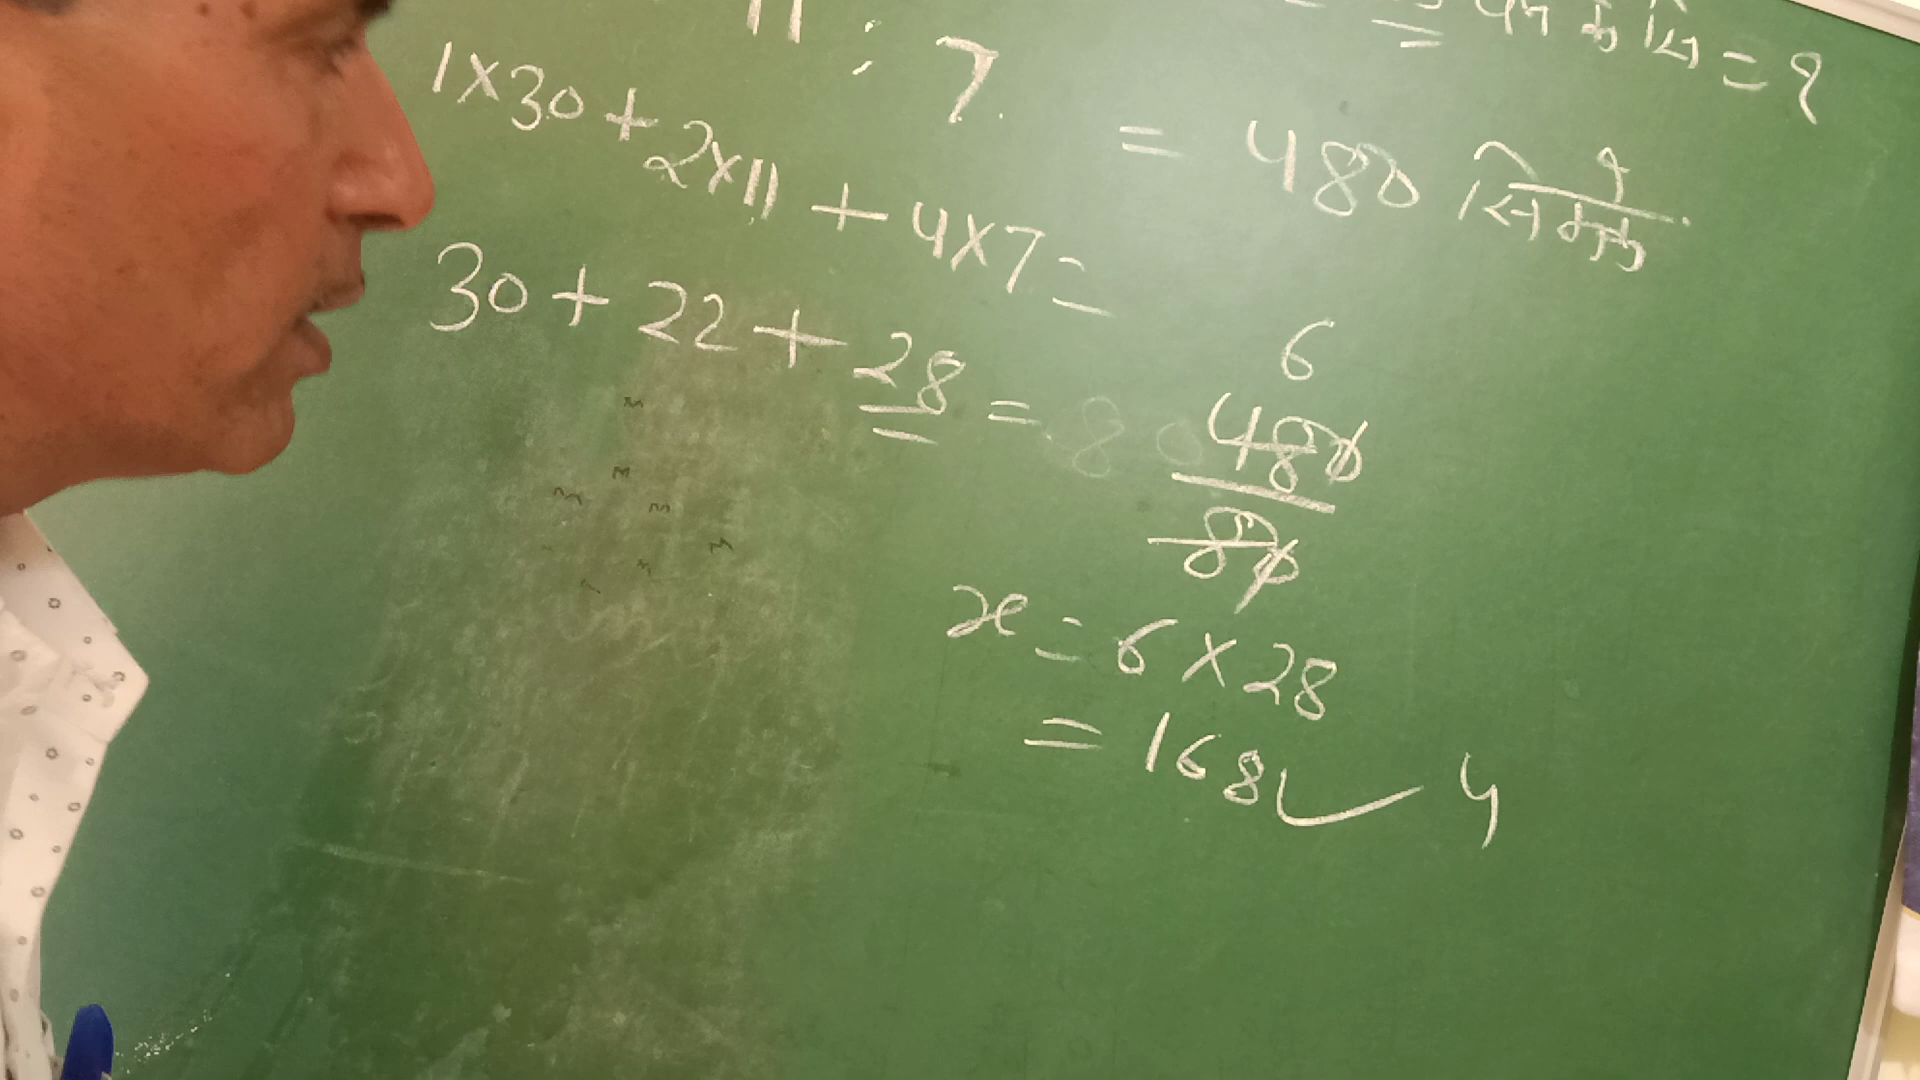 11 : 7
के सि = ?
1×30 + 2×11 + 4×7 =
= 480 सिक्के
30 + 22 + 28 = 80
6
480
80
x = 6×28
= 168 4